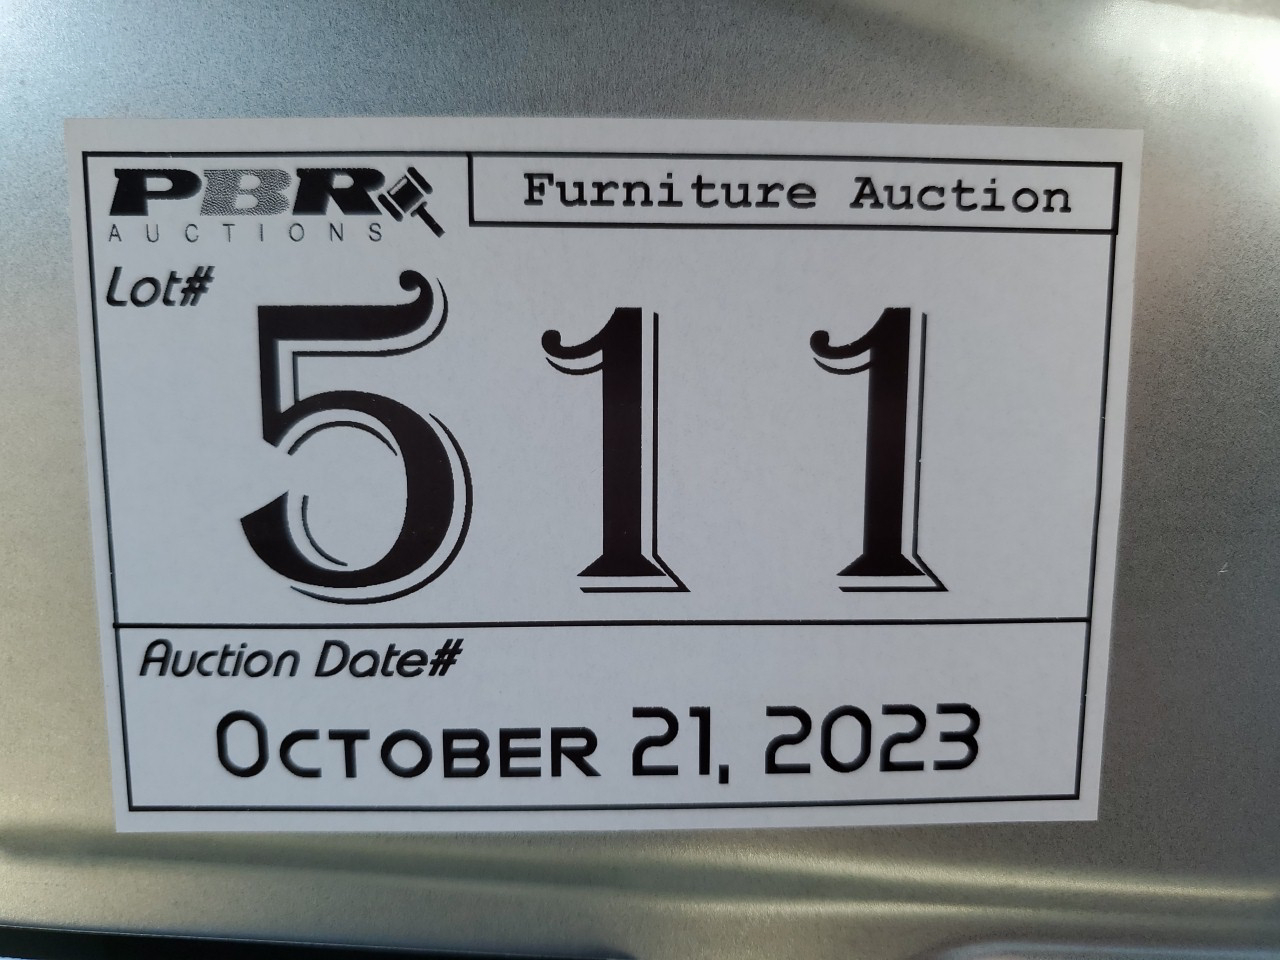 PBR
AUCTIONS
Furniture Auction
Lot#
511
Auction Date#
October 21, 2023